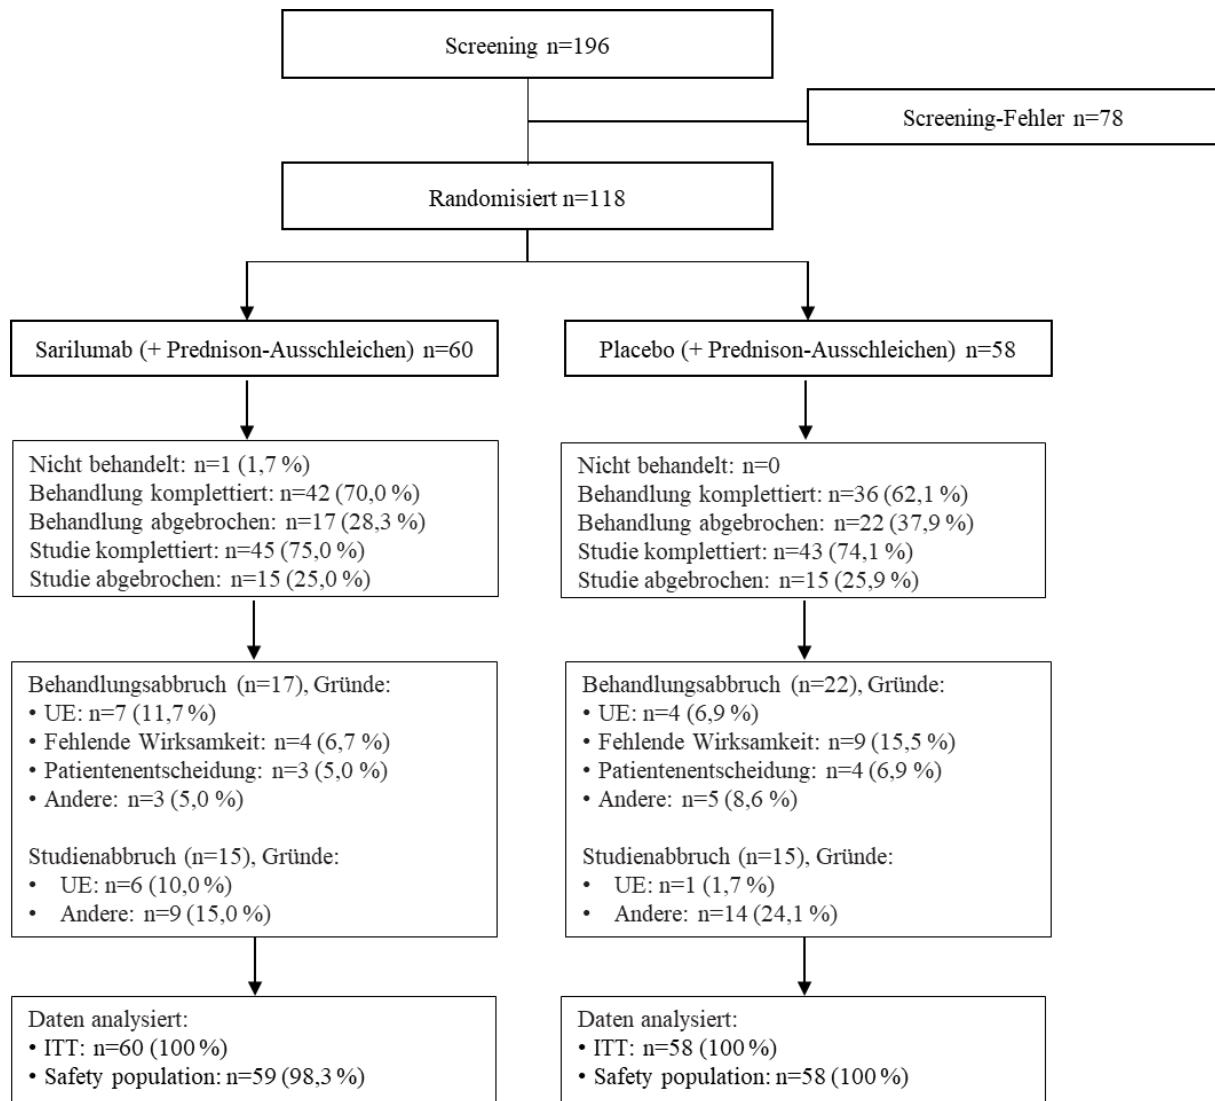 Screening n=196
Screening-Fehler n=78
Randomisiert n=118
Sarilumab (+ Prednison-Ausschleichen) n=60
Placebo (+ Prednison-Ausschleichen) n=58
Nicht behandelt: n=1 (1,7 %)
Behandlung komplettiert: n=42 (70,0 %)
Behandlung abgebrochen: n=17 (28,3 %)
Studie komplettiert: n=45 (75,0 %)
Studie abgebrochen: n=15 (25,0 %)
Nicht behandelt: n=0
Behandlung komplettiert: n=36 (62,1 %)
Behandlung abgebrochen: n=22 (37,9 %)
Studie komplettiert: n=43 (74,1 %)
Studie abgebrochen: n=15 (25,9 %)
Behandlungsabbruch (n=17), Gründe:
• UE: n=7 (11,7 %)
• Fehlende Wirksamkeit: n=4 (6,7 %)
• Patientenentscheidung: n=3 (5,0 %)
• Andere: n=3 (5,0 %)
Studienabbruch (n=15), Gründe:
• UE: n=6 (10,0 %)
• Andere: n=9 (15,0 %)
Behandlungsabbruch (n=22), Gründe:
• UE: n=4 (6,9 %)
• Fehlende Wirksamkeit: n=9 (15,5 %)
• Patientenentscheidung: n=4 (6,9 %)
• Andere: n=5 (8,6 %)
Studienabbruch (n=15), Gründe:
• UE: n=1 (1,7 %)
• Andere: n=14 (24,1 %)
Daten analysiert:
• ITT: n=60 (100 %)
• Safety population: n=59 (98,3 %)
Daten analysiert:
• ITT: n=58 (100 %)
• Safety population: n=58 (100 %)